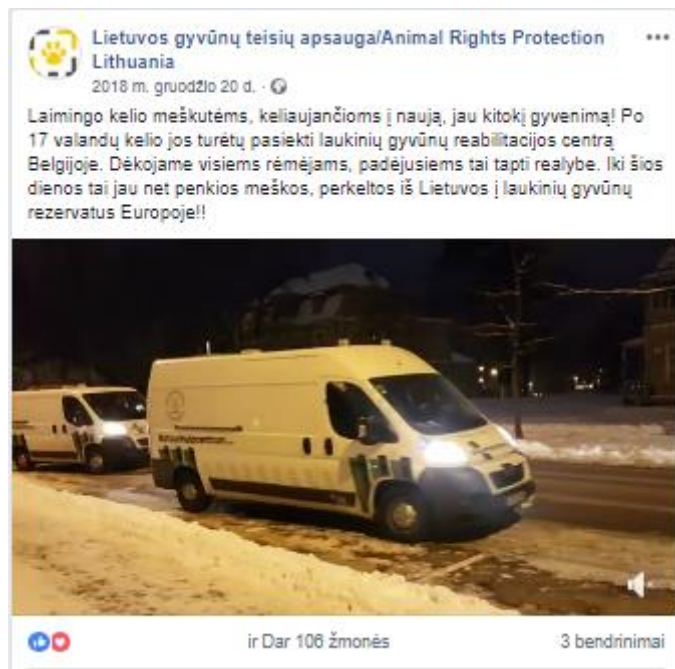 Lietuvos gyvūnų teisių apsauga/Animal Rights Protection
Lithuania
2018 m. gruodžio 20 d. ·
Laimingo kelio meškutėms, keliaujančioms į naują, jau kitokį gyvenimą! Po
17 valandų kelio jos turėtų pasiekti laukinių gyvūnų reabilitacijos centrą
Belgijoje. Dėkojame visiems rėmėjams, padėjusiems tai tapti realybe. Iki šios
dienos tai jau net penkios meškos, perkeltos iš Lietuvos į laukinių gyvūnų
rezervatus Europoje!!
ir Dar 106 žmonės
3 bendrinimai